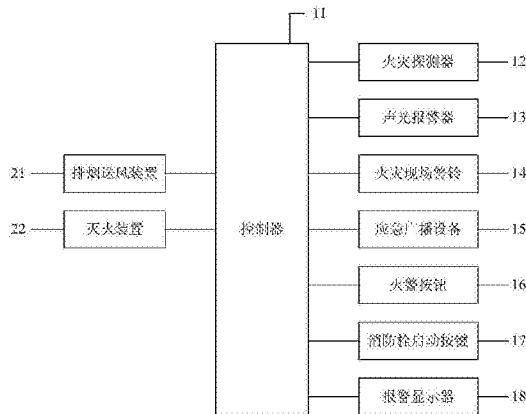 11
火灾探测器 12
声光报警器 13
21 排烟送风装置 火灾现场警铃 14
22 灭火装置 控制器 应急广播设备 15
火警按钮 16
消防栓启动按键 17
报警显示器 18